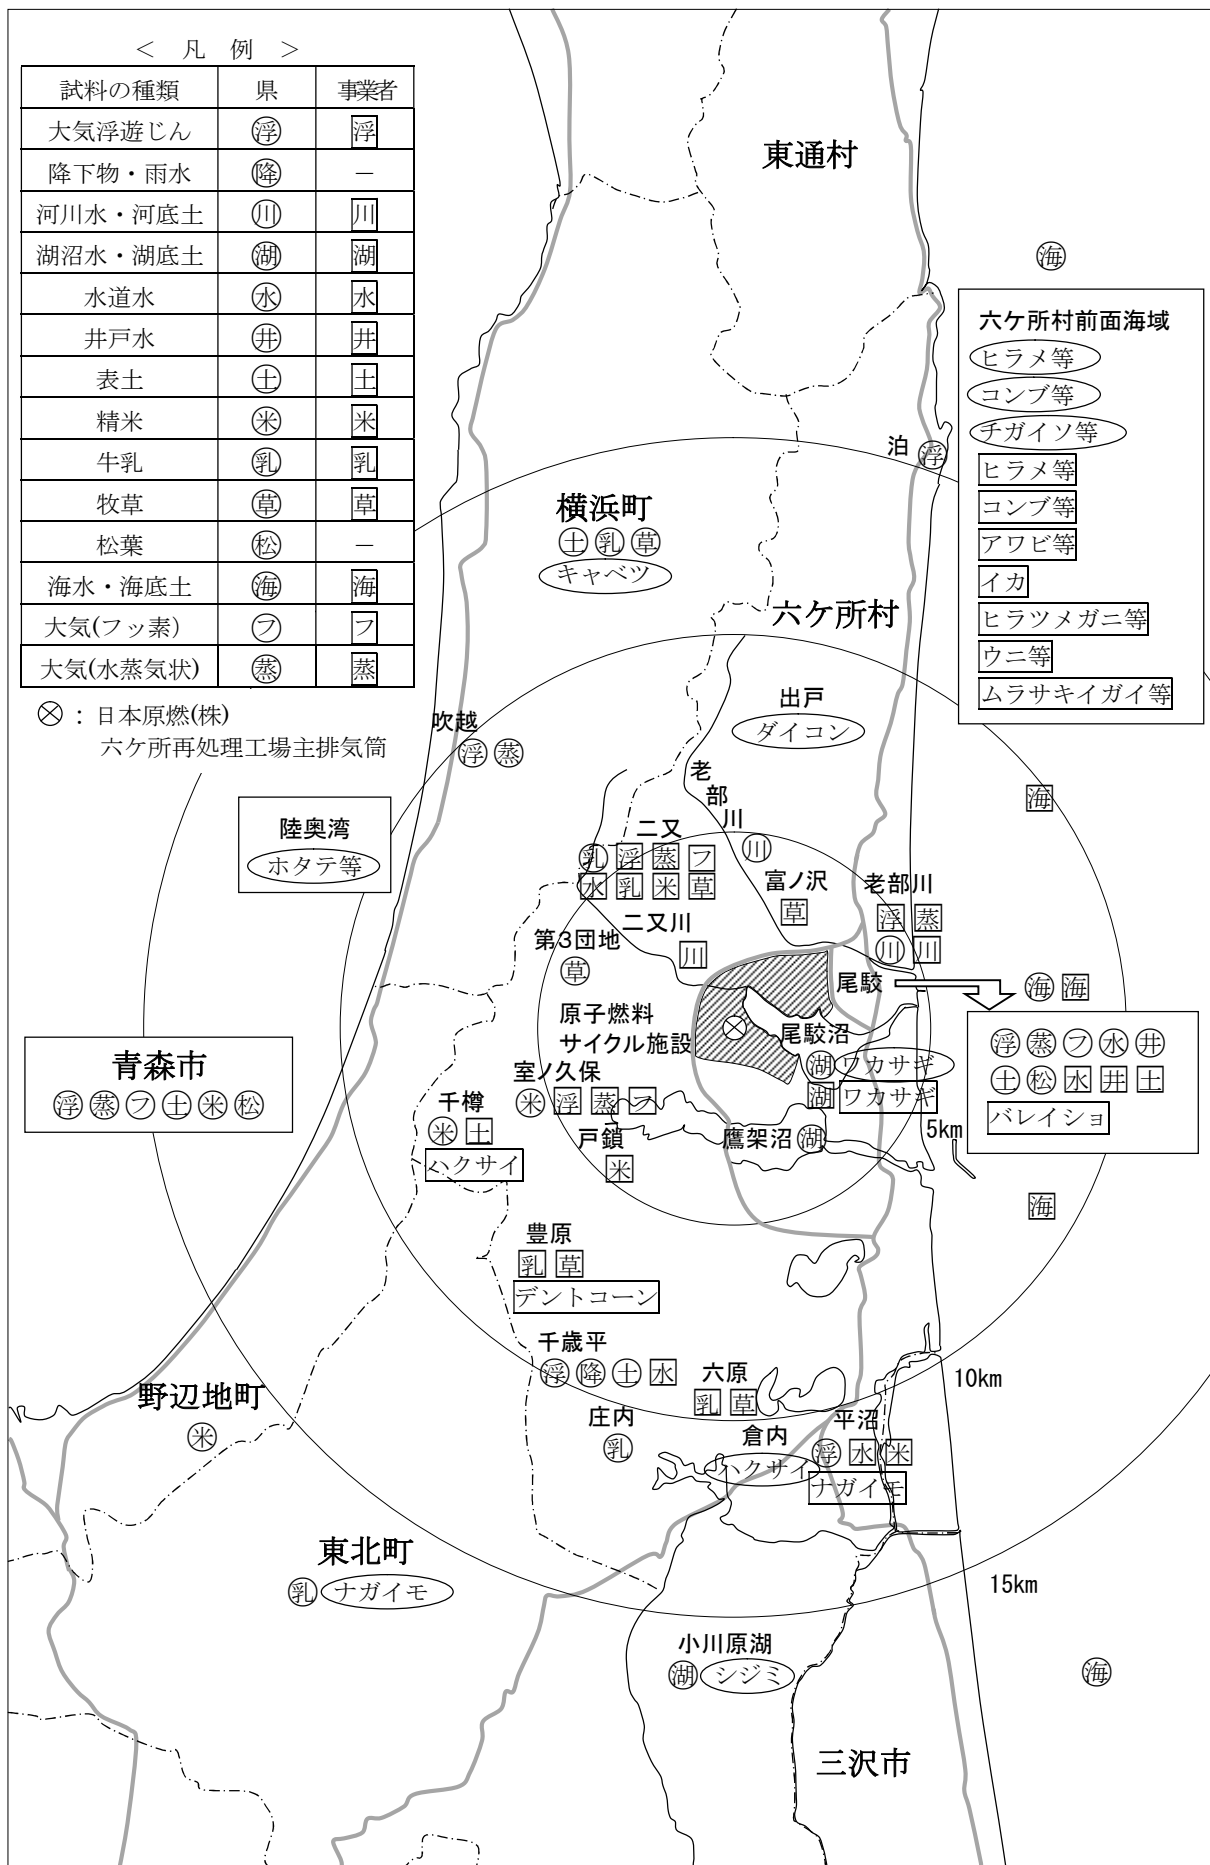 ＜ 凡 例 ＞
試料の種類 県 事業者
大気浮遊じん 浮 浮
降下物・雨水 降 －
河川水・河底土 川 川
湖沼水・湖底土 湖 湖
水道水 水 水
井戸水 井 井
表土 土 土
精米 米 米
牛乳 乳 乳
牧草 草 草
松葉 松 －
海水・海底土 海 海
大気(フッ素） フ フ
大気(水蒸気状) 蒸 蒸
⊗ : 日本原燃(株)
六ケ所再処理工場主排気筒
東通村
海
六ケ所村前面海域
ヒラメ等
コンブ等
チガイソ等
ヒラメ等
コンブ等
アワビ等
イカ
ヒラツメガニ等
ウニ等
ムラサキイガイ等
泊 浮
横浜町
土 乳 草
キャベツ
六ケ所村
出戸
ダイコン
吹越
浮 蒸
陸奥湾
ホタテ等
老部川
川
海
二又
乳 浮 蒸 フ
水 乳 米 草
富ノ沢
草
老部川
浮 蒸
川 川
二又川
川
第3団地
草
尾駮
海 海
浮 蒸 フ 水 井
土 松 水 井 土
バレイショ
原子燃料
サイクル施設
尾駮沼
湖 ワカサギ
湖 ワカサギ
青森市
浮 蒸 フ 土 米 松
室ノ久保
米 浮 蒸 フ
千樽
米 土
ハクサイ
戸鎖
米
鷹架沼 湖
5km
海
豊原
乳 草
デントコーン
千歳平
浮 降 土 水
六原
乳 草
10km
野辺地町
米
庄内
乳
倉内
ハクサイ
平沼
浮 水 米
ナガイモ
東北町
乳 ナガイモ
15km
小川原湖
湖 シジミ
海
三沢市